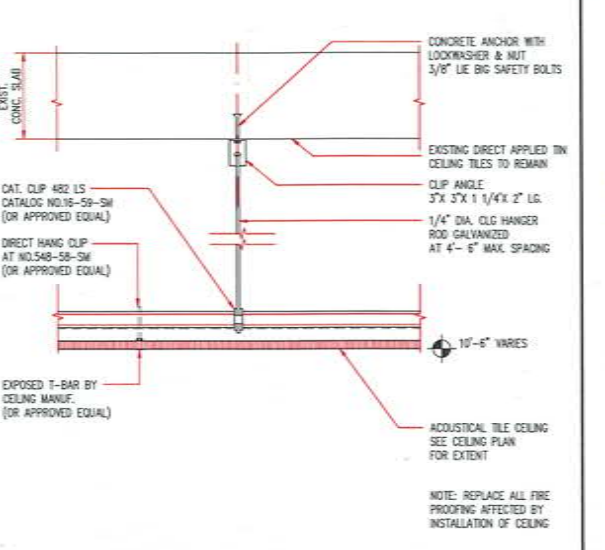 CONCRETE ANCHOR WITH
LOCKWASHER & NUT
3/8" LIE BIG SAFETY BOLTS
EXIST.
CONC. SLAB
EXISTING DIRECT APPLIED TIN
CEILING TILES TO REMAIN
CLIP ANGLE
3"X 3"X 1 1/4"X 2" LG.
CAT. CLIP 482 LS
CATALOG NO.16-59-SM
(OR APPROVED EQUAL)
1/4" DIA. CLG HANGER
ROD GALVANIZED
AT 4'- 6" MAX. SPACING
DIRECT HANG CLIP
AT NO.548-58-SM
(OR APPROVED EQUAL)
10'-6" VARIES
EXPOSED T-BAR BY
CEILING MANUF.
(OR APPROVED EQUAL)
ACOUSTICAL TILE CEILING
SEE CEILING PLAN
FOR EXTENT
NOTE: REPLACE ALL FIRE
PROOFING AFFECTED BY
INSTALLATION OF CEILING